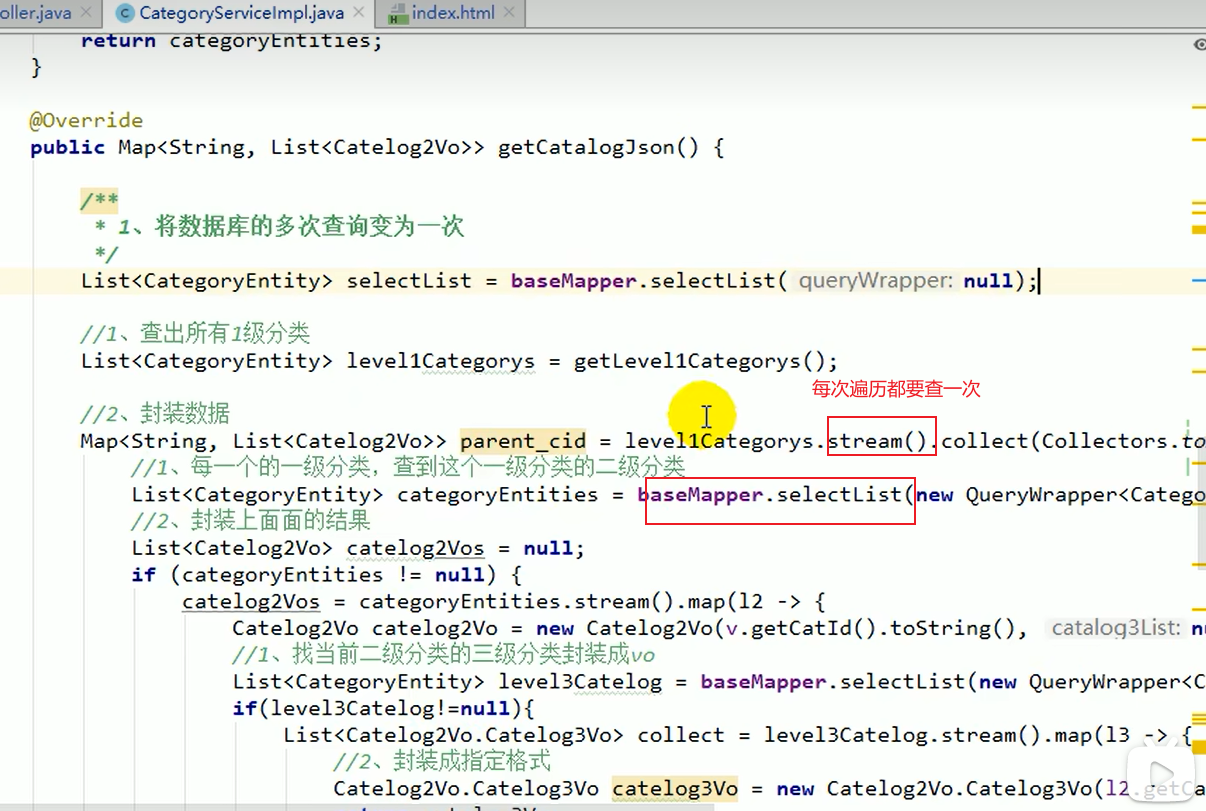 oller.java × CategoryServiceImpl.java × index.html ×
return categoryEntities;
}
@Override
public Map<String, List<Catelog2Vo>> getCatalogJson() {
/**
* 1、将数据库的多次查询变为一次
*/
List<CategoryEntity> selectList = baseMapper.selectList( queryWrapper: null);
//1、查出所有1级分类
List<CategoryEntity> level1Categorys = getLevel1Categorys();
每次遍历都要查一次
//2、封装数据
Map<String, List<Catelog2Vo>> parent_cid = level1Categorys.stream().collect(Collectors.to
//1、每一个的一级分类，查到这个一级分类的二级分类
List<CategoryEntity> categoryEntities = baseMapper.selectList(new QueryWrapper<Catego
//2、封装上面面的结果
List<Catelog2Vo> catelog2Vos = null;
if (categoryEntities != null) {
catelog2Vos = categoryEntities.stream().map(l2 -> {
Catelog2Vo catelog2Vo = new Catelog2Vo(v.getCatId().toString(), catalog3List: nu
//1、找当前二级分类的三级分类封装成vo
List<CategoryEntity> level3Catelog = baseMapper.selectList(new QueryWrapper<C
if(level3Catelog!=null){
List<Catelog2Vo.Catelog3Vo> collect = level3Catelog.stream().map(l3 -> {
//2、封装成指定格式
Catelog2Vo.Catelog3Vo catelog3Vo = new Catelog2Vo.Catelog3Vo(l2.getC